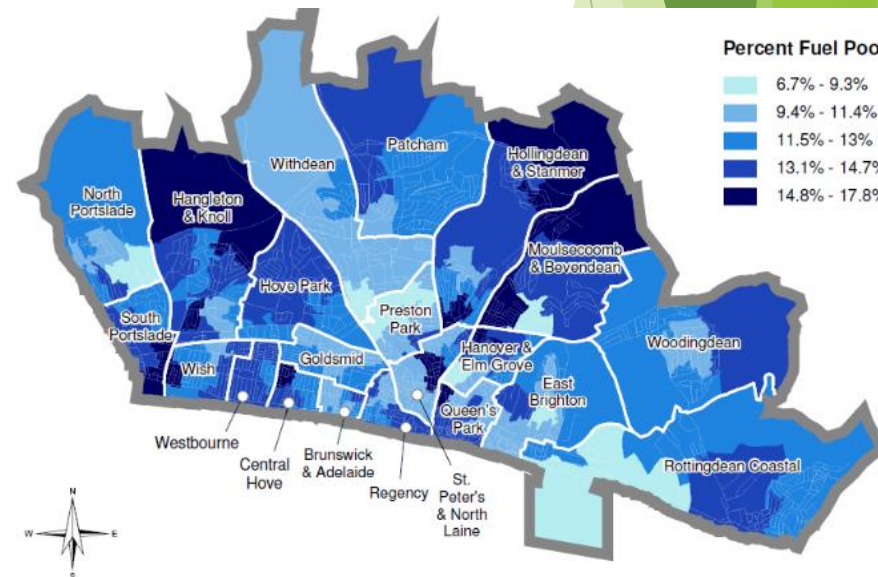 Percent Fuel Poo
6.7% - 9.3%
9.4% - 11.4%
11.5% - 13%
13.1% - 14.7%
14.8% - 17.8%
Patcham
Withdean
Hollingdean
& Stanmer
North
Portslade
Hangleton
& Knoll
Moulsecoomb
& Bevendean
Hove Park
Preston
Park
South
Portslade
Woodingdean
Hanover &
Elm Grove
Goldsmid
Wish
East
Brighton
Queen's
Park
Rottingdean Coastal
Westbourne
Central
Hove
Brunswick
& Adelaide
Regency
St.
Peter's
& North
Laine
N
W
E
S